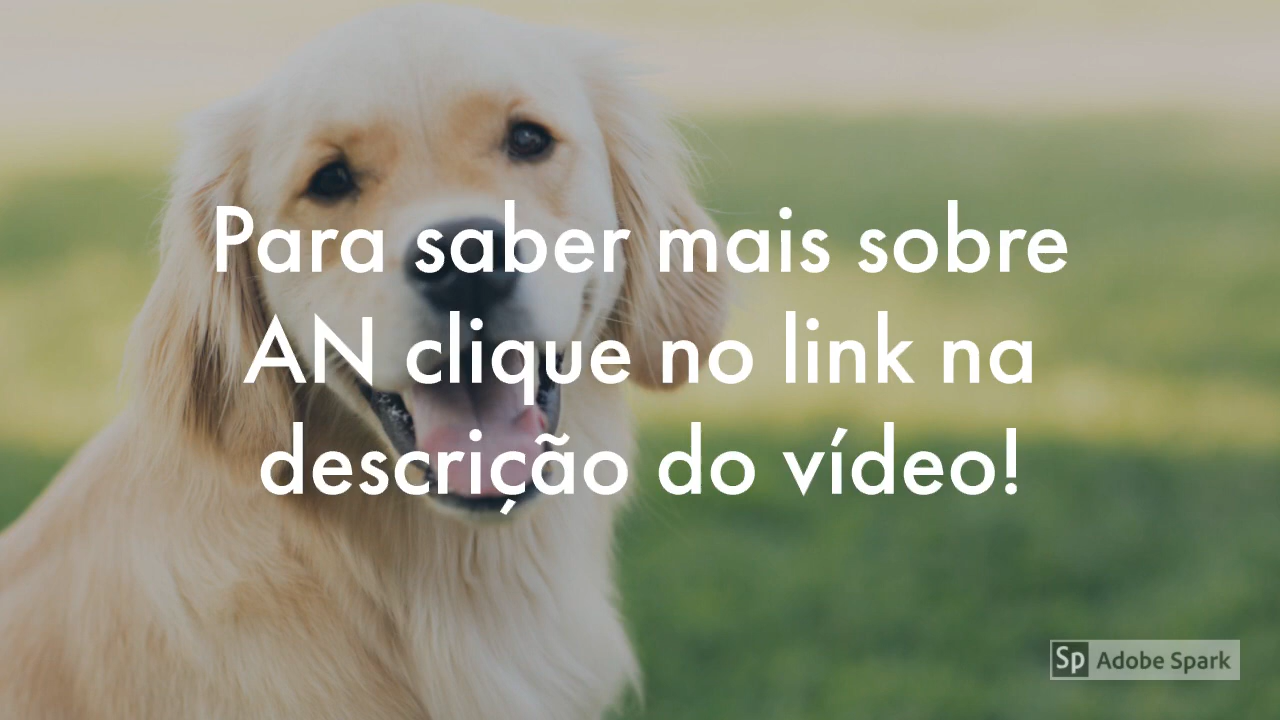 Para saber mais sobre
AN clique no link na
descrição do vídeo!
Sp Adobe Spark